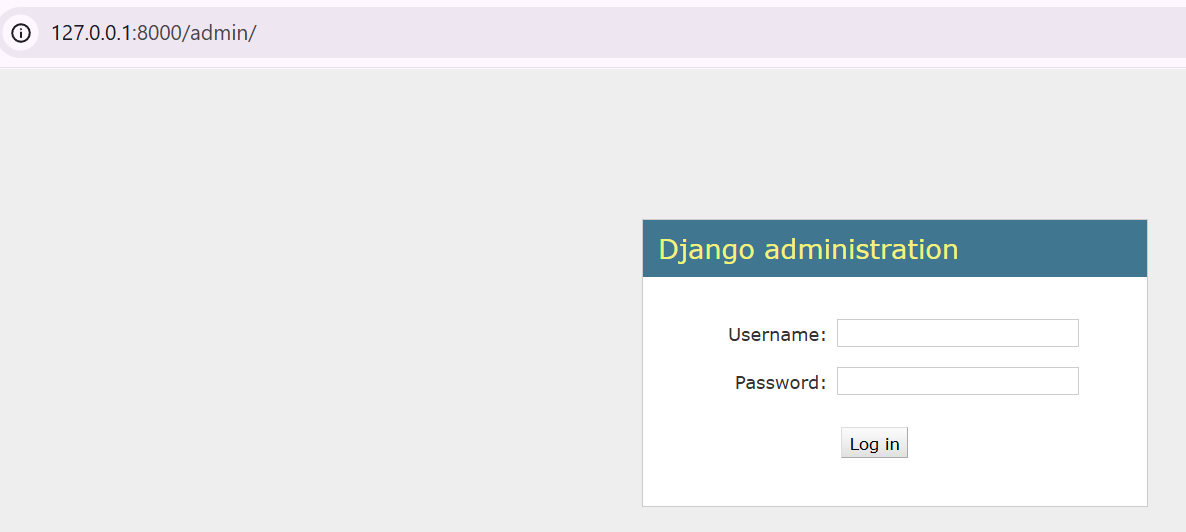 127.0.0.1:8000/admin/
Django administration
Username:
Password:
Log in